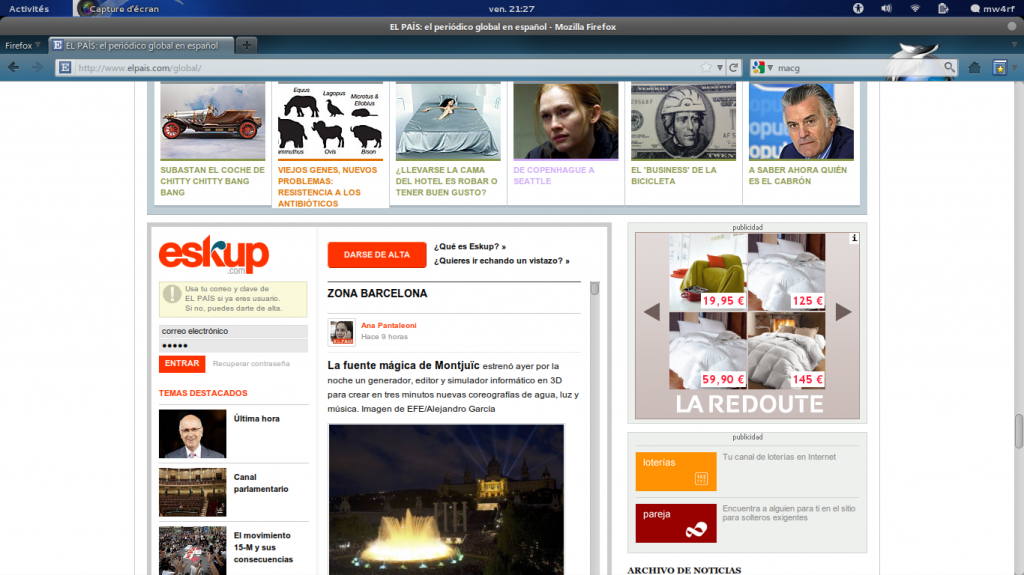 Activités
Capture d'écran
ven. 21:27
mw4rf
EL PAÍS: el periódico global en español - Mozilla Firefox
Firefox
EL PAÍS: el periódico global en español
http://www.elpais.com/global/
macg
Equus
Lagopus
Microtus & Ellobius
Ovis
Bison
TWEN
SUBASTAN EL COCHE DE
CHITTY CHITTY BANG
BANG
VIEJOS GENES, NUEVOS
PROBLEMAS:
RESISTENCIA A LOS
ANTIBIÓTICOS
¿LLEVARSE LA CAMA
DEL HOTEL ES ROBAR O
TENER BUEN GUSTO?
DE COPENHAGUE A
SEATTLE
EL 'BUSINESS' DE LA
BICICLETA
A SABER AHORA QUIÉN
ES EL CABRÓN
eskup
.com
Usa tu correo y clave de
EL PAÍS si ya eres usuario.
Si no, puedes darte de alta.
correo electrónico
•••••
ENTRAR
Recuperar contraseña
TEMAS DESTACADOS
Última hora
Canal
parlamentario
El movimiento
15-M y sus
consecuencias
DARSE DE ALTA
¿Qué es Eskup? »
¿Quieres ir echando un vistazo? »
ZONA BARCELONA
Ana Pantaleoni
Hace 9 horas
La fuente mágica de Montjuïc estrenó ayer por la
noche un generador, editor y simulador informático en 3D
para crear en tres minutos nuevas coreografías de agua, luz y
música. Imagen de EFE/Alejandro García
publicidad
19,95 €
125 €
59,90 €
145 €
LA REDOUTE
publicidad
loterías
Tu canal de loterías en Internet
pareja
Encuentra a alguien para ti en el sitio
para solteros exigentes
ARCHIVO DE NOTICIAS